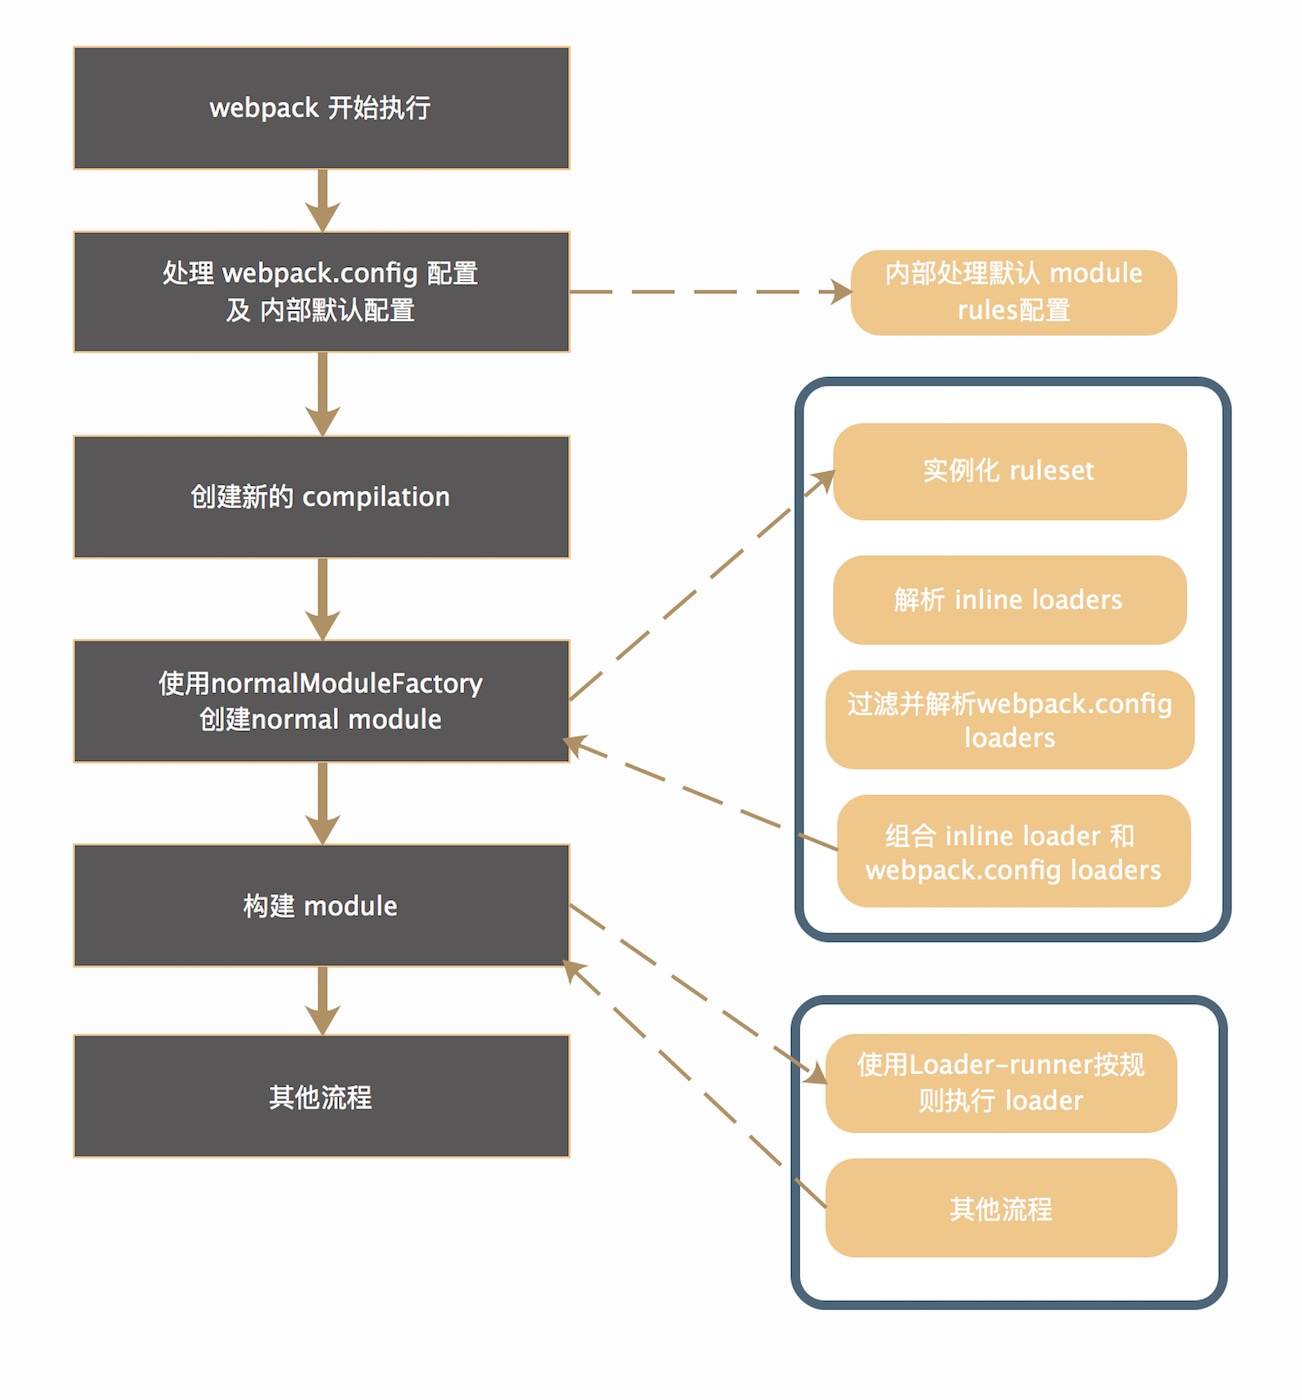 webpack 开始执行
处理 webpack.config 配置
及 内部默认配置
内部处理默认 module
rules配置
创建新的 compilation
实例化 ruleset
解析 inline loaders
使用normalModuleFactory
创建normal module
过滤并解析webpack.config
loaders
组合 inline loader 和
webpack.config loaders
构建 module
使用Loader-runner按规
则执行 loader
其他流程
其他流程